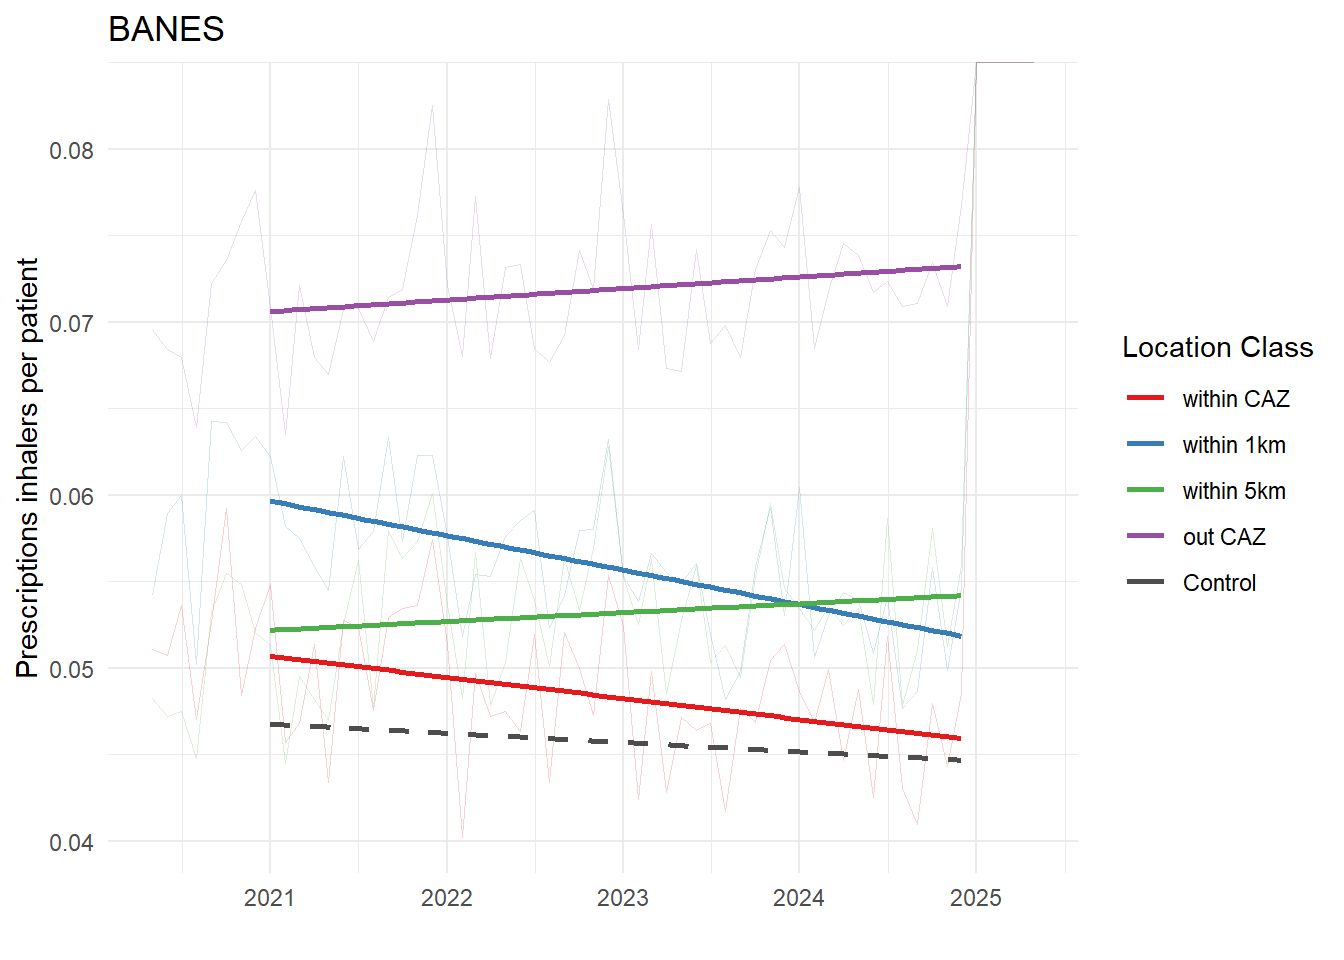 BANES
Prescriptions inhalers per patient
0.08
0.07
0.06
0.05
0.04
2021
2022
2023
2024
2025
Location Class
within CAZ
within 1km
within 5km
out CAZ
Control